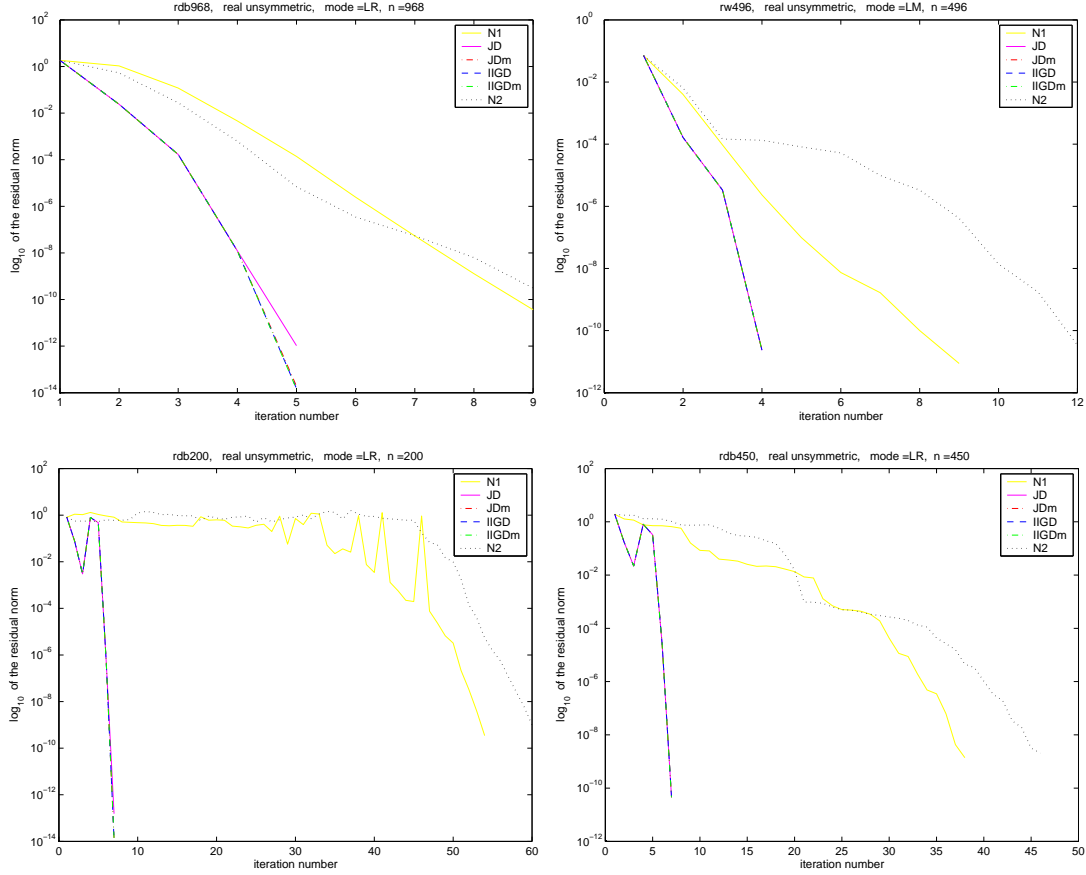 rdb968, real unsymmetric, mode =LR, n =968
10^2
10^0
10^−2
10^−4
10^−6
10^−8
10^−10
10^−12
10^−14
log_10 of the residual norm
1 2 3 4 5 6 7 8 9
iteration number
N1
JD
JDm
IIGD
IIGDm
N2
rw496, real unsymmetric, mode =LM, n =496
10^0
10^−2
10^−4
10^−6
10^−8
10^−10
10^−12
log_10 of the residual norm
0 2 4 6 8 10 12
iteration number
N1
JD
JDm
IIGD
IIGDm
N2
rdb200, real unsymmetric, mode =LR, n =200
10^2
10^0
10^−2
10^−4
10^−6
10^−8
10^−10
10^−12
10^−14
log_10 of the residual norm
0 10 20 30 40 50 60
iteration number
N1
JD
JDm
IIGD
IIGDm
N2
rdb450, real unsymmetric, mode =LR, n =450
10^2
10^0
10^−2
10^−4
10^−6
10^−8
10^−10
10^−12
log_10 of the residual norm
0 5 10 15 20 25 30 35 40 45 50
iteration number
N1
JD
JDm
IIGD
IIGDm
N2